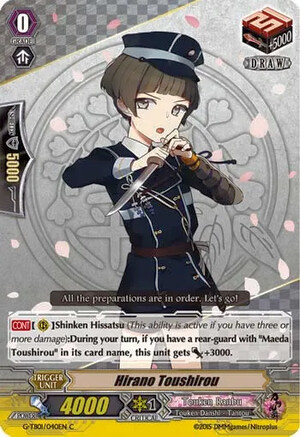 GRADE
0
+5000
DRAW
SHIELD
5000
All the preparations are in order. Let's go!
CONT [ ]Shinken Hissatsu (This ability is active if you have three or
more damage):During your turn, if you have a rear-guard with "Maeda
Toushirou" in its card name, this unit gets +3000.
TRIGGER
UNIT
Hirano Toushirou
POWER
4000
1
CRITICAL
Touken Ranbu
Touken Danshi - Tantou
G-TB01/040EN C
©2015 DMMgames/Nitroplus